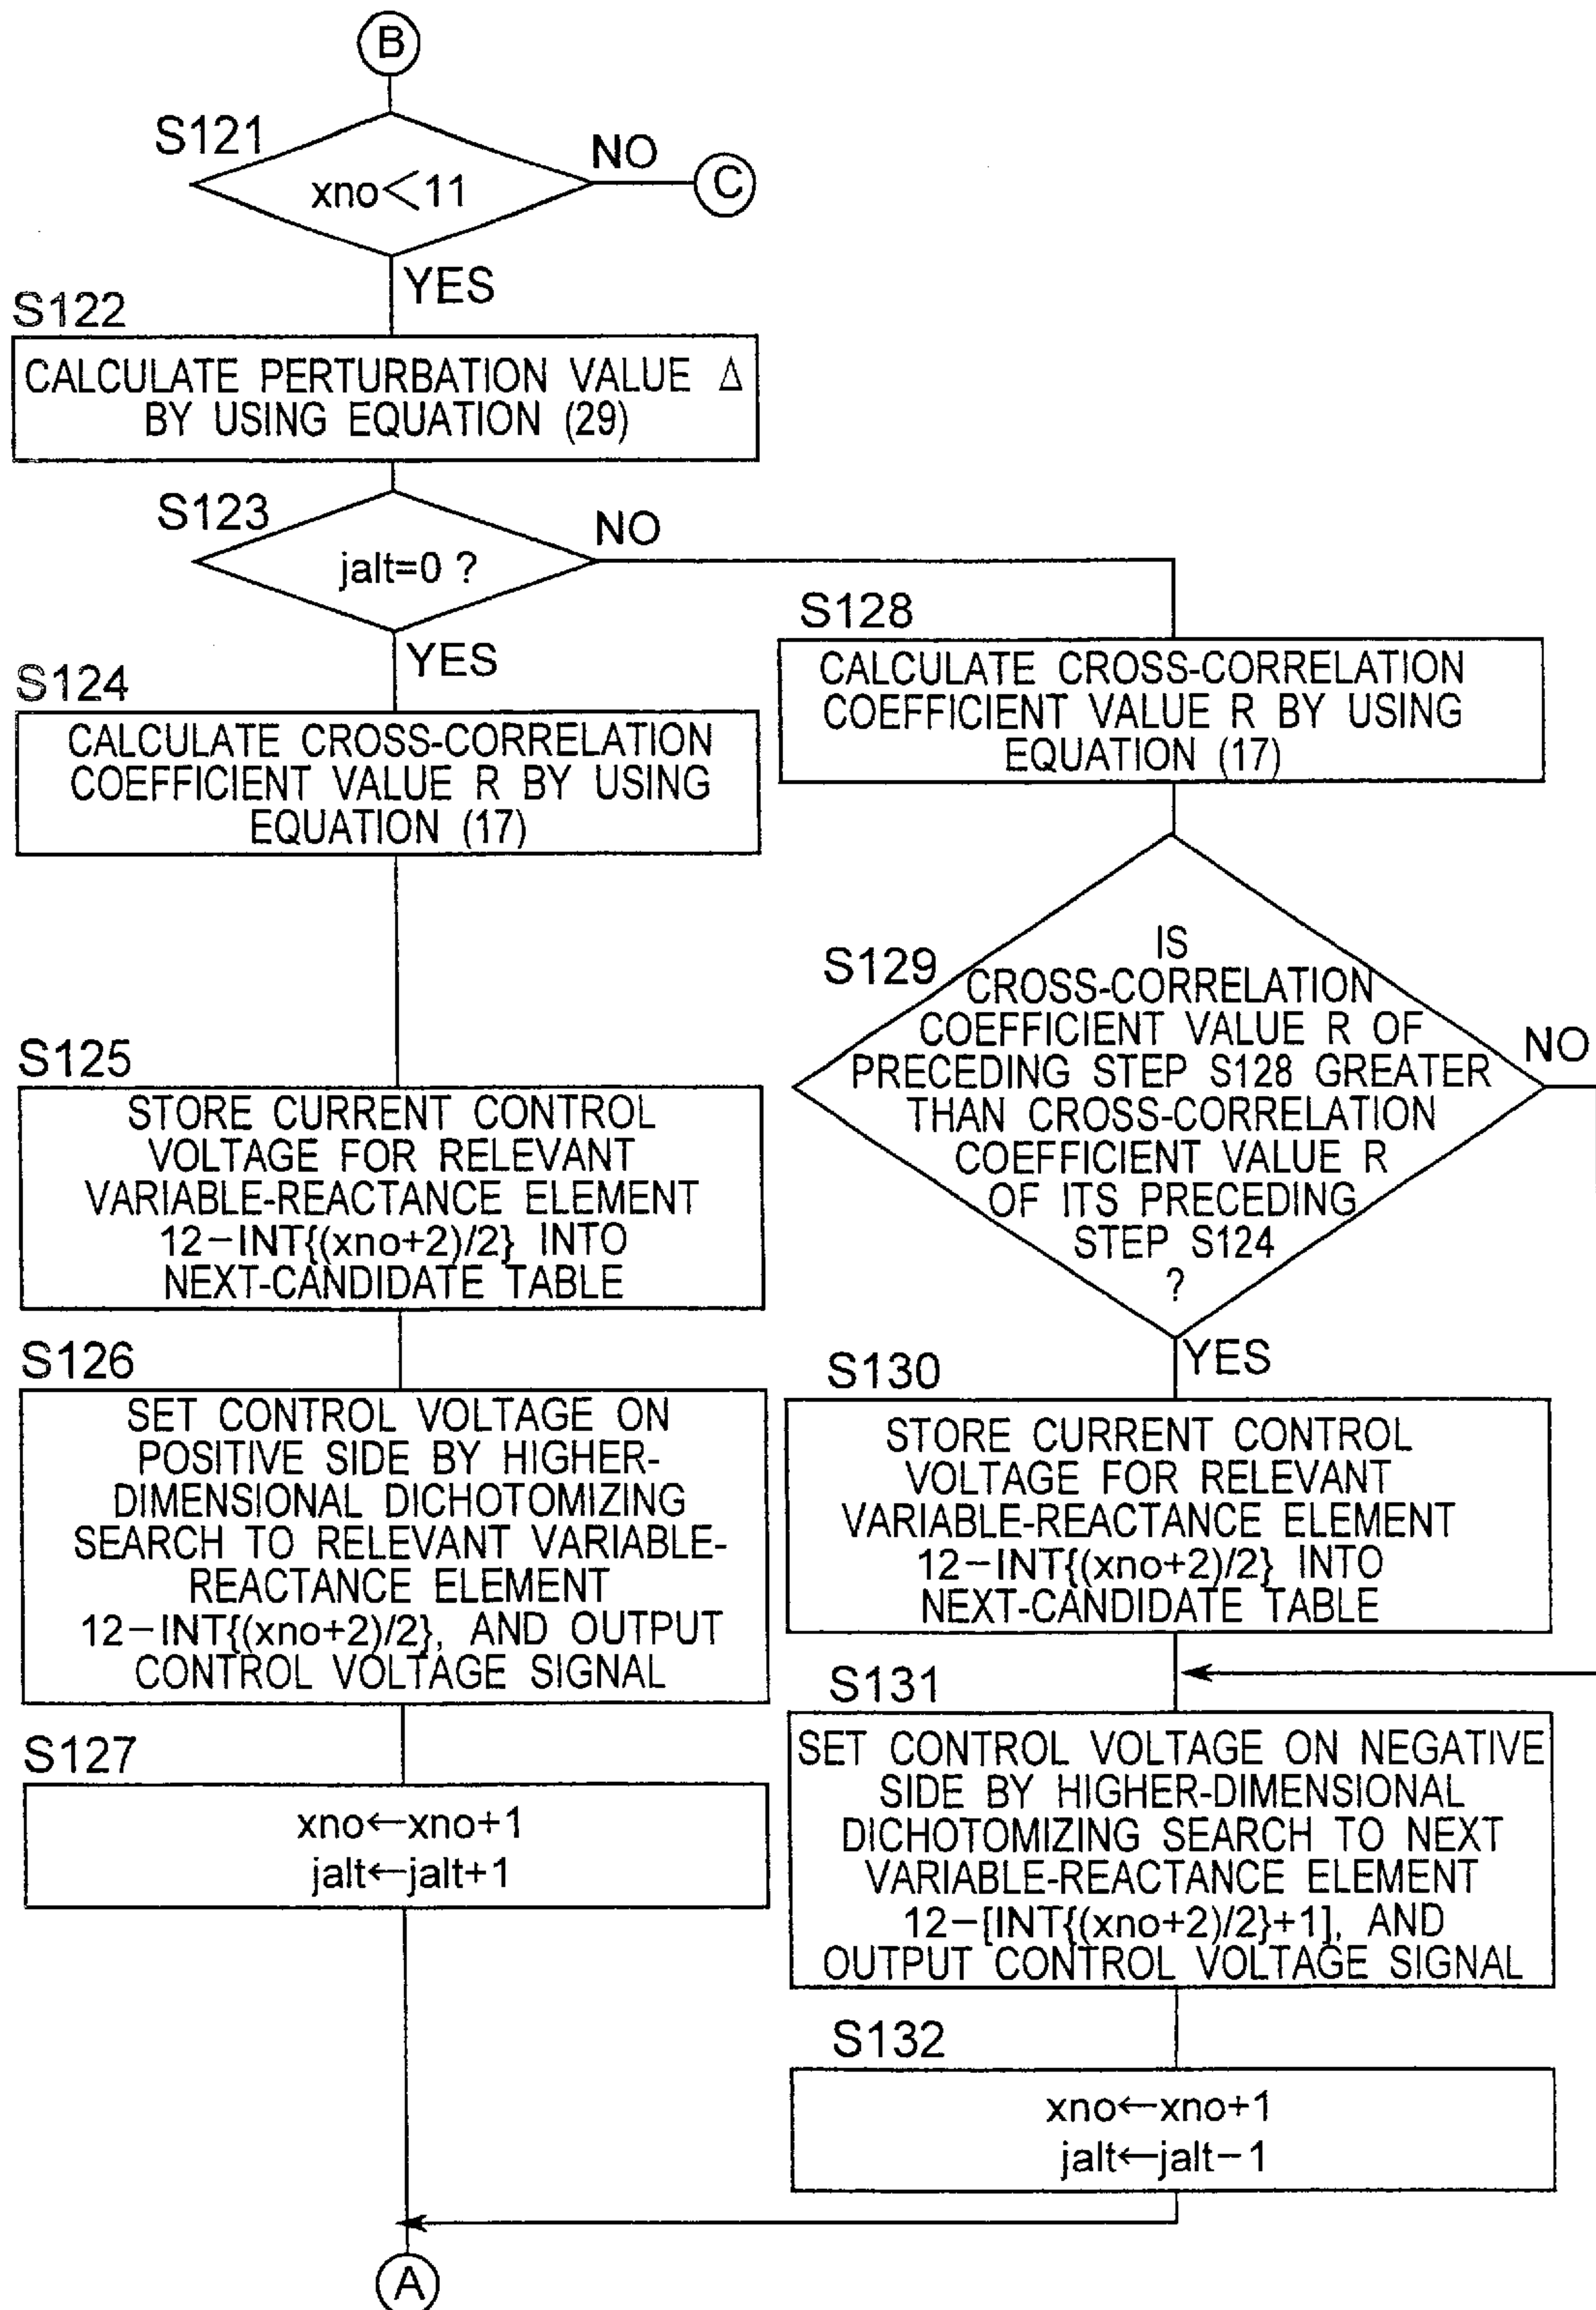 B
S121
xno<11
NO
C
YES
S122
CALCULATE PERTURBATION VALUE Δ
BY USING EQUATION (29)
S123
jalt=0 ?
NO
YES
S124
CALCULATE CROSS-CORRELATION
COEFFICIENT VALUE R BY USING
EQUATION (17)
S125
STORE CURRENT CONTROL
VOLTAGE FOR RELEVANT
VARIABLE-REACTANCE ELEMENT
12−INT{(xno+2)/2} INTO
NEXT-CANDIDATE TABLE
S126
SET CONTROL VOLTAGE ON
POSITIVE SIDE BY HIGHER-
DIMENSIONAL DICHOTOMIZING
SEARCH TO RELEVANT VARIABLE-
REACTANCE ELEMENT
12−INT{(xno+2)/2}, AND OUTPUT
CONTROL VOLTAGE SIGNAL
S127
xno←xno+1
jalt←jalt+1
S128
CALCULATE CROSS-CORRELATION
COEFFICIENT VALUE R BY USING
EQUATION (17)
S129
IS
CROSS-CORRELATION
COEFFICIENT VALUE R OF
PRECEDING STEP S128 GREATER
THAN CROSS-CORRELATION
COEFFICIENT VALUE R
OF ITS PRECEDING
STEP S124
?
NO
YES
S130
STORE CURRENT CONTROL
VOLTAGE FOR RELEVANT
VARIABLE-REACTANCE ELEMENT
12−INT{(xno+2)/2} INTO
NEXT-CANDIDATE TABLE
S131
SET CONTROL VOLTAGE ON NEGATIVE
SIDE BY HIGHER-DIMENSIONAL
DICHOTOMIZING SEARCH TO NEXT
VARIABLE-REACTANCE ELEMENT
12−[INT{(xno+2)/2}+1], AND
OUTPUT CONTROL VOLTAGE SIGNAL
S132
xno←xno+1
jalt←jalt−1
A